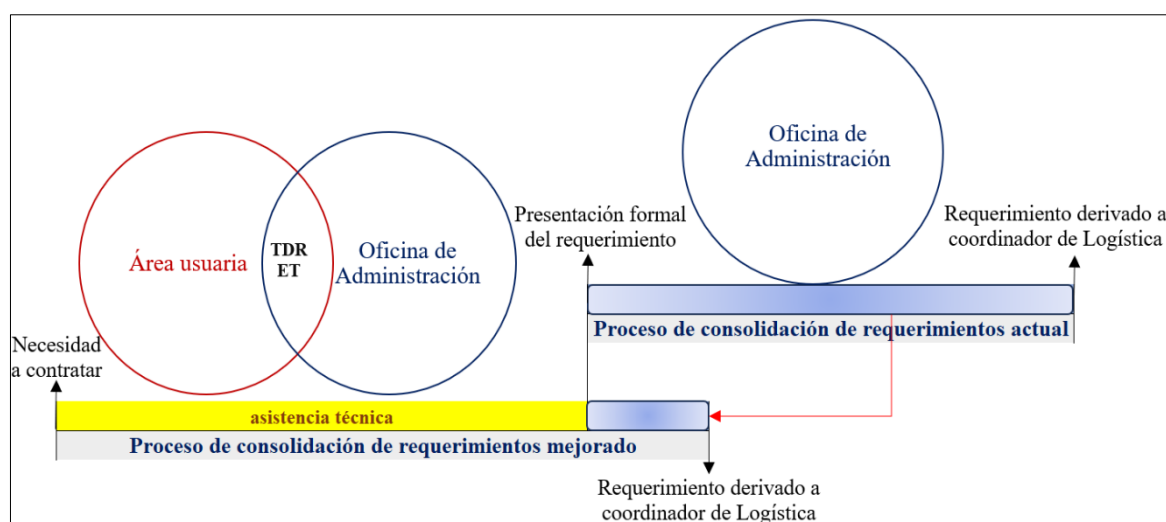 Oficina de
Administración
Área usuaria
TDR
ET
Oficina de
Administración
Presentación formal
del requerimiento
Requerimiento derivado a
coordinador de Logística
Proceso de consolidación de requerimientos actual
Necesidad
a contratar
asistencia técnica
Proceso de consolidación de requerimientos mejorado
Requerimiento derivado a
coordinador de Logística